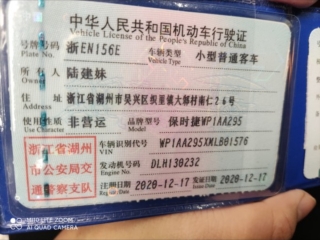 中华人民共和国机动车行驶证
Vehicle License of the People's Republic of China
号牌号码 浙EN156E 车辆类型 小型普通客车
Plate No. Vehicle Type
所有人 陆建妹
Owner
住址 浙江省湖州市吴兴区织里镇大邾村南仁26号
使用性质 非营运 品牌型号 保时捷WP1AA295
Use Character Model
浙江省湖州
市公安局交
通警察支队
车辆识别代号 WP1AA295XMLB01576
VIN
发动机号码 DLH130232
Engine No.
注册日期 2020-12-17 发证日期 2020-12-17
Register Date Issue Date
AI QUAD CAMERA